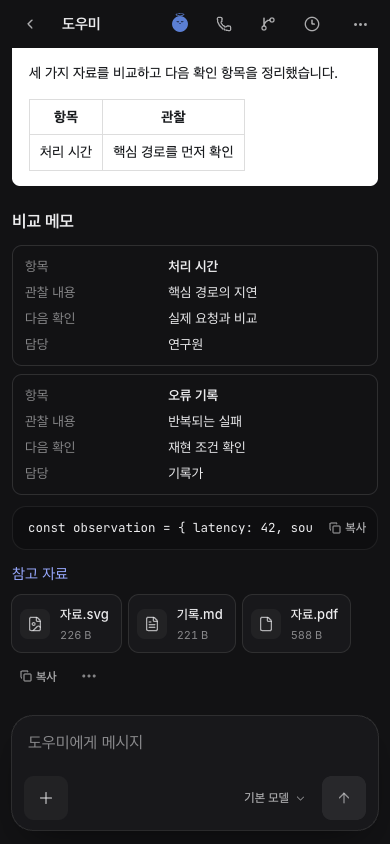 도우미
세 가지 자료를 비교하고 다음 확인 항목을 정리했습니다.
항목 관찰
처리 시간 핵심 경로를 먼저 확인
비교 메모
항목 처리 시간
관찰 내용 핵심 경로의 지연
다음 확인 실제 요청과 비교
담당 연구원
항목 오류 기록
관찰 내용 반복되는 실패
다음 확인 재현 조건 확인
담당 기록가
const observation = { latency: 42, sou 복사
참고 자료
자료.svg 기록.md 자료.pdf
226 B 221 B 588 B
복사
도우미에게 메시지
기본 모델